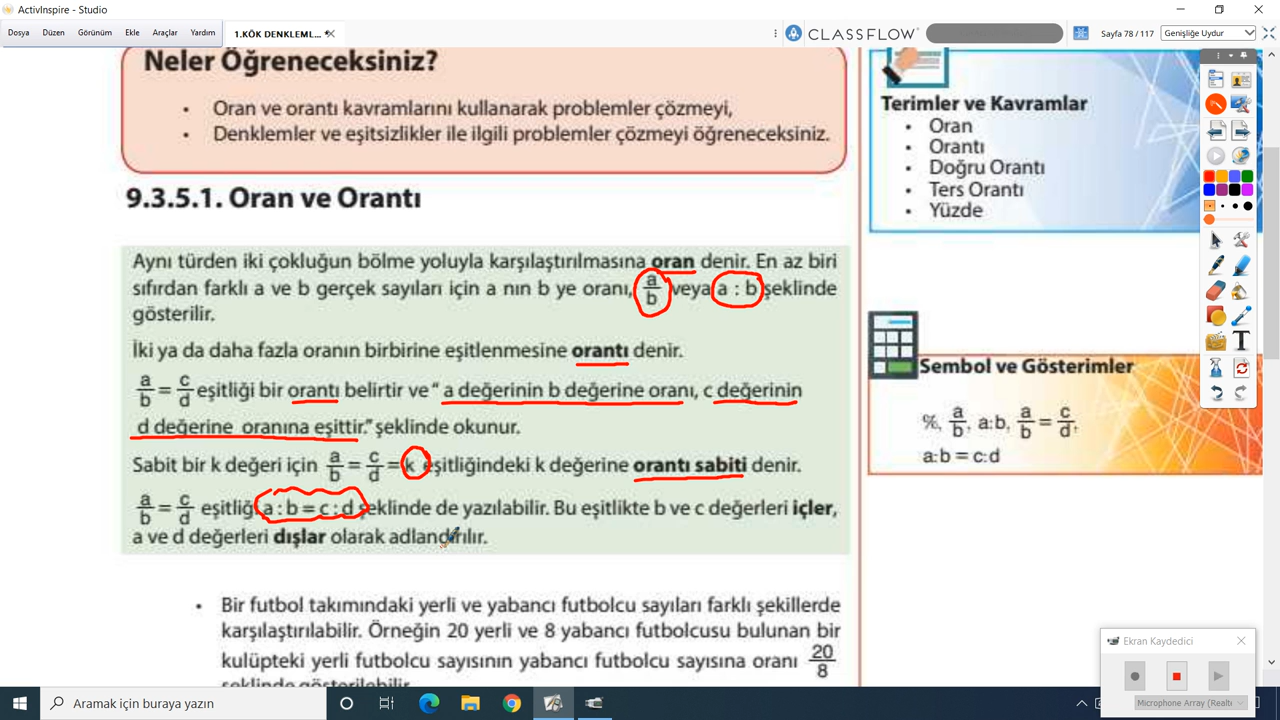 ActivInspire - Studio
Dosya Düzen Görünüm Ekle Araçlar Yardım
1.KÖK DENKLEML...
CLASSFLOW
Sayfa 78 / 117
Genişliğe Uydur
Neler Öğreneceksiniz?
• Oran ve orantı kavramlarını kullanarak problemler çözmeyi,
• Denklemler ve eşitsizlikler ile ilgili problemler çözmeyi öğreneceksiniz.
9.3.5.1. Oran ve Orantı
Aynı türden iki çokluğun bölme yoluyla karşılaştırılmasına oran denir. En az biri
sıfırdan farklı a ve b gerçek sayıları için a nın b ye oranı, a/b veya a : b şeklinde
gösterilir.
İki ya da daha fazla oranın birbirine eşitlenmesine orantı denir.
a/b = c/d eşitliği bir orantı belirtir ve “ a değerinin b değerine oranı, c değerinin
d değerine oranına eşittir.” şeklinde okunur.
Sabit bir k değeri için a/b = c/d = k eşitliğindeki k değerine orantı sabiti denir.
a/b = c/d eşitliği a : b = c : d şeklinde de yazılabilir. Bu eşitlikte b ve c değerleri içler,
a ve d değerleri dışlar olarak adlandırılır.
• Bir futbol takımındaki yerli ve yabancı futbolcu sayıları farklı şekillerde
karşılaştırılabilir. Örneğin 20 yerli ve 8 yabancı futbolcusu bulunan bir
kulüpteki yerli futbolcu sayısının yabancı futbolcu sayısına oranı 20/8
şeklinde gösterilebilir.
Terimler ve Kavramlar
• Oran
• Orantı
• Doğru Orantı
• Ters Orantı
• Yüzde
Sembol ve Gösterimler
%, a/b, a:b, a/b = c/d,
a:b = c:d
Ekran Kaydedici
Microphone Array (Realt
Aramak için buraya yazın